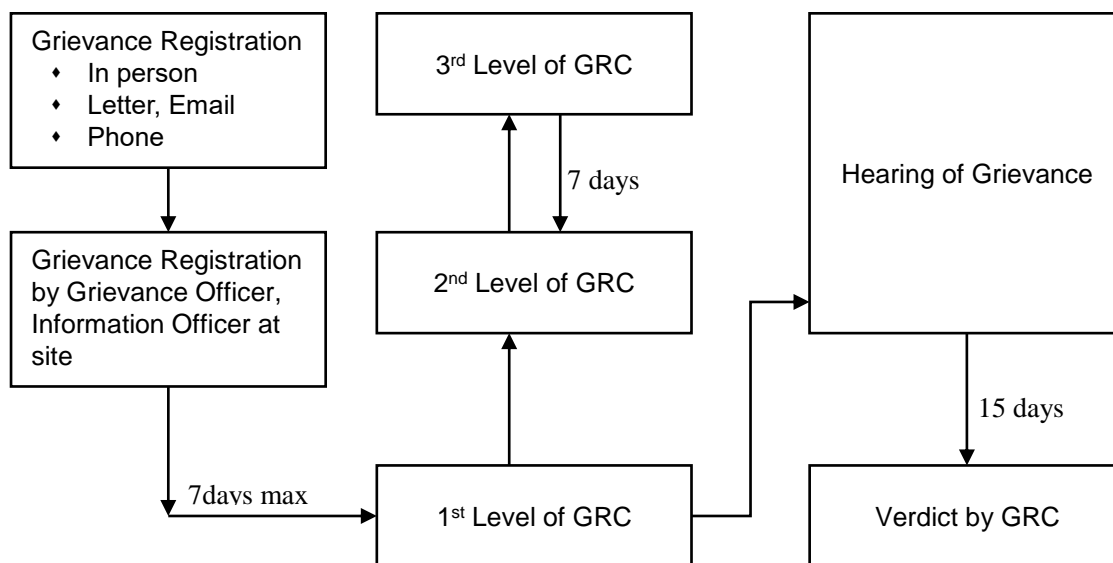 Grievance Registration
♦ In person
♦ Letter, Email
♦ Phone
Grievance Registration
by Grievance Officer,
Information Officer at
site
7days max
3rd Level of GRC
7 days
2nd Level of GRC
1st Level of GRC
Hearing of Grievance
15 days
Verdict by GRC